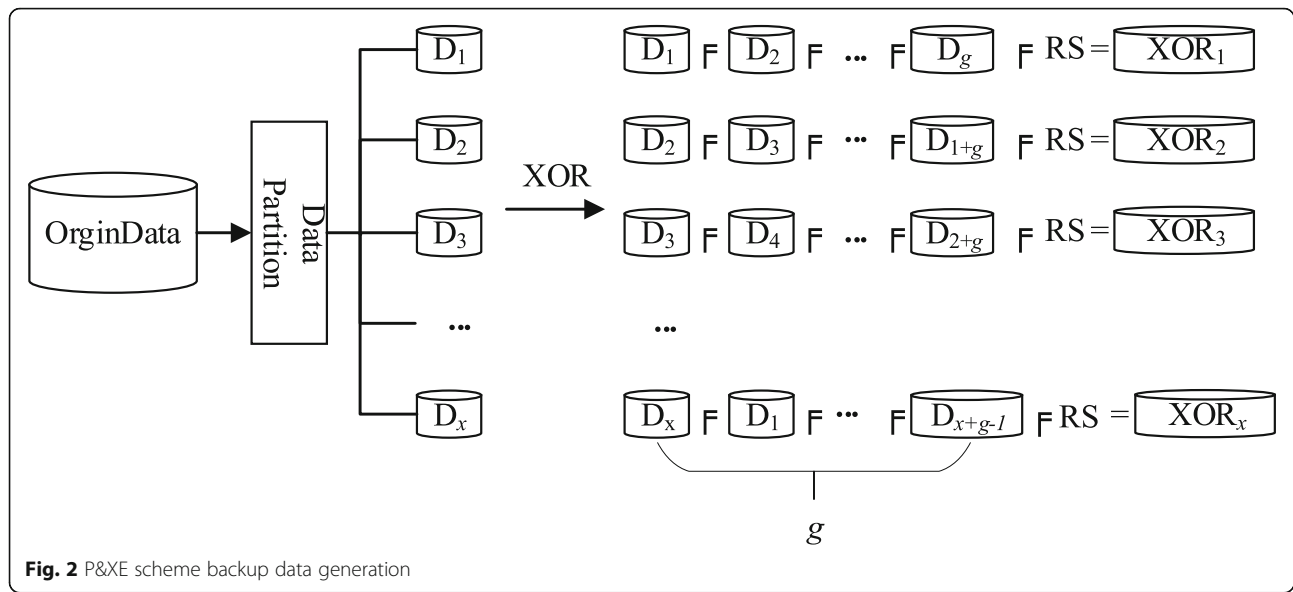 D₁ D₁ ╒ D₂ ╒ ... ╒ D_g ╒ RS = XOR₁
D₂ D₂ ╒ D₃ ╒ ... ╒ D₁₊g ╒ RS = XOR₂
XOR
OrginData
Data Partition
D₃ D₃ ╒ D₄ ╒ ... ╒ D₂₊g ╒ RS = XOR₃
... ...
Dₓ Dₓ ╒ D₁ ╒ ... ╒ Dₓ₊g₋₁ ╒ RS = XORₓ
g
Fig. 2 P&XE scheme backup data generation